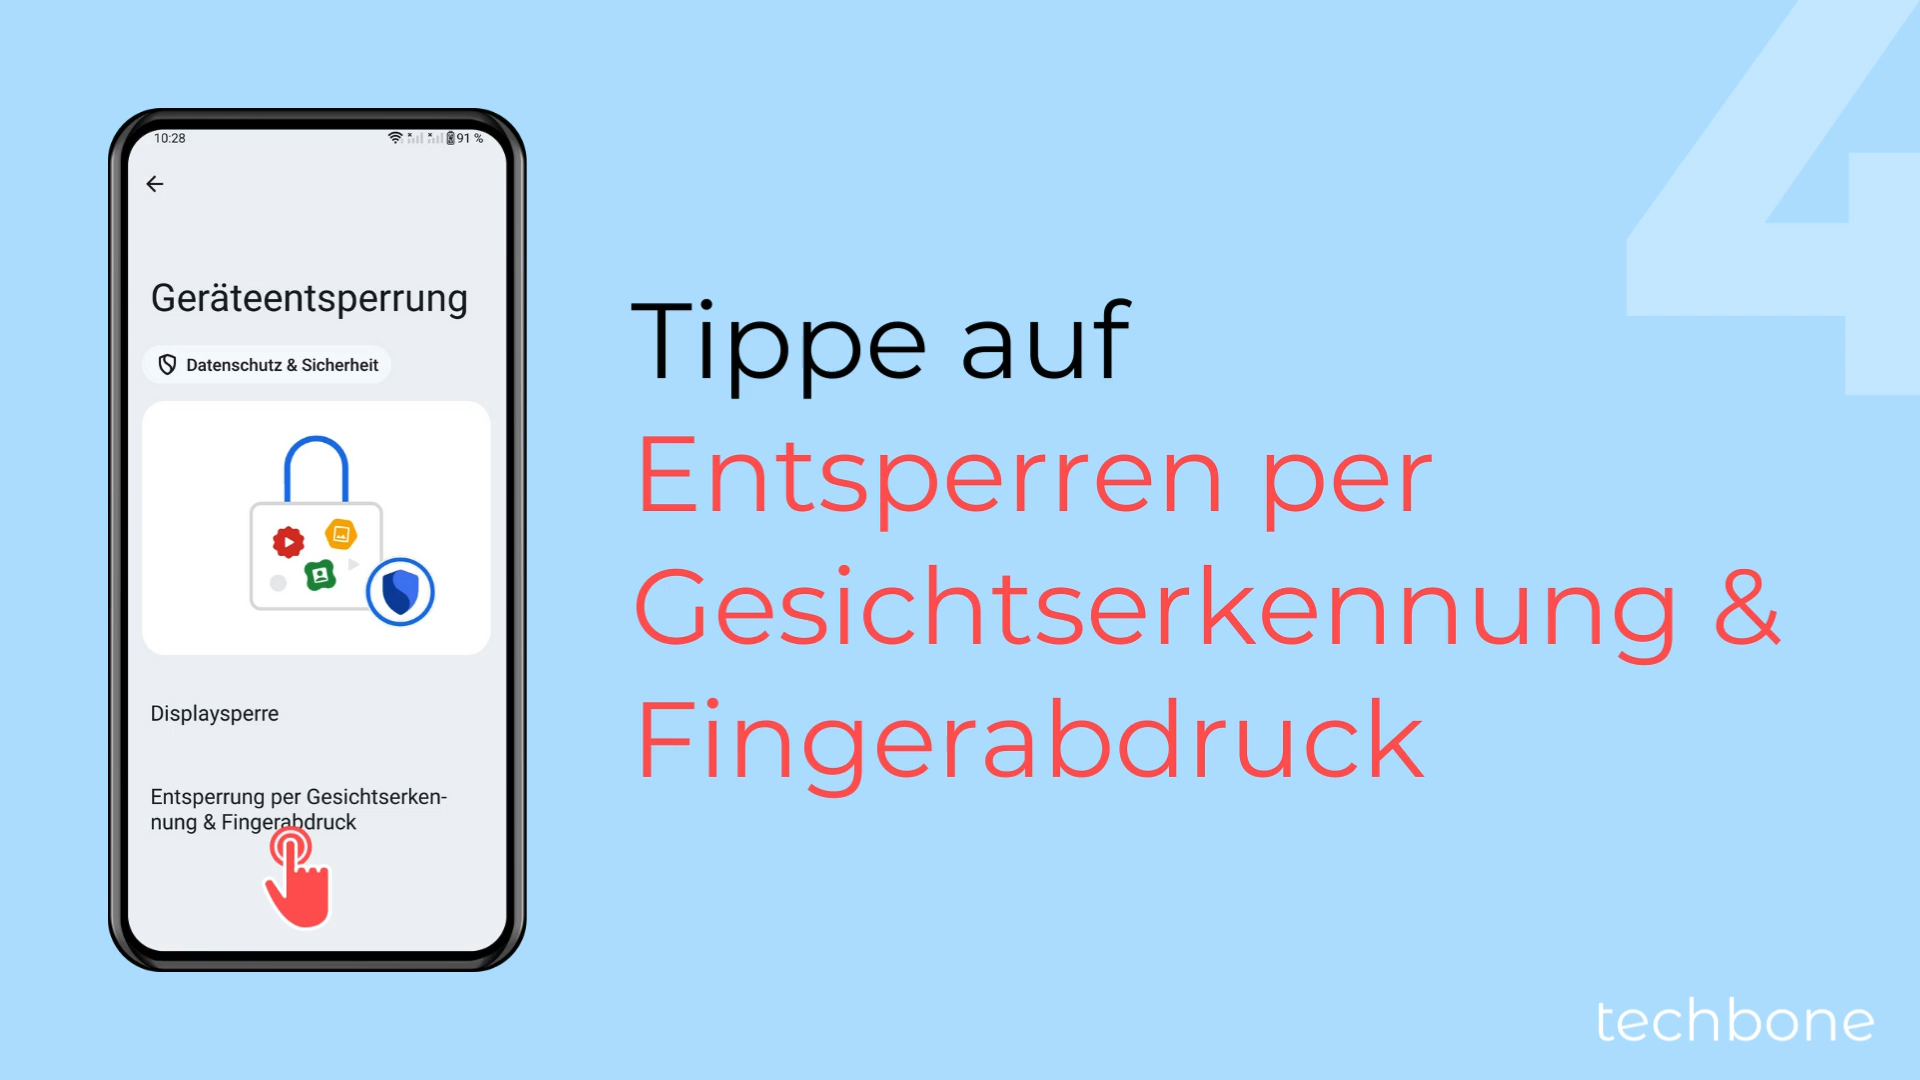 4
10:28
91 %
Geräteentsperrung
Datenschutz & Sicherheit
Displaysperre
Entsperrung per Gesichtserken-
nung & Fingerabdruck
Tippe auf
Entsperren per
Gesichtserkennung &
Fingerabdruck
techbone